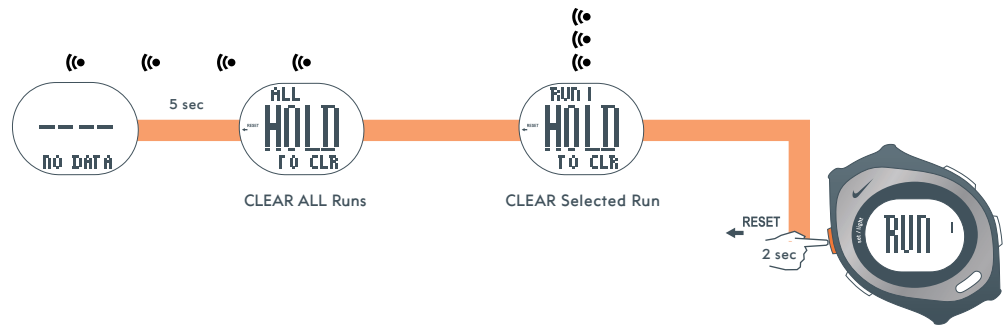 5 sec
---- 
NO DATA
ALL
RESET
HOLD
TO CLR
CLEAR ALL Runs
RUN 1
RESET
HOLD
TO CLR
CLEAR Selected Run
RESET
2 sec
set / light
RUN 1